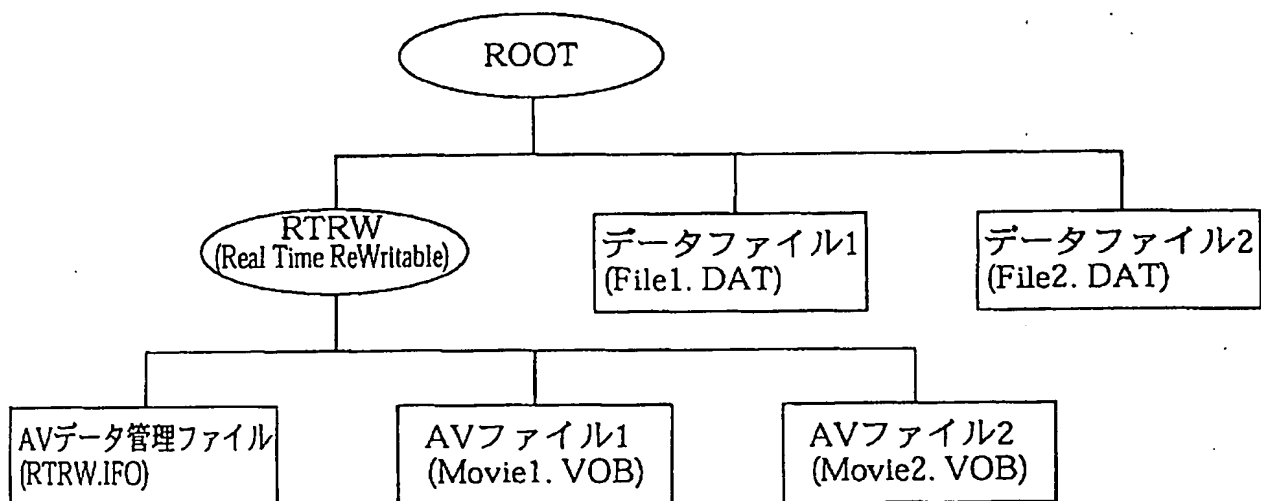 ROOT
RTRW
(Real Time ReWritable)
データファイル1
(File1. DAT)
データファイル2
(File2. DAT)
AVデータ管理ファイル
(RTRW.IFO)
AVファイル1
(Movie1. VOB)
AVファイル2
(Movie2. VOB)